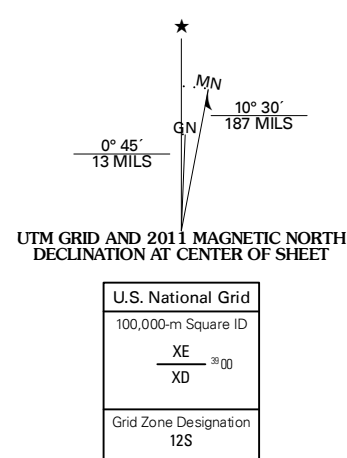 ★
MN
GN
10° 30´
187 MILS
0° 45´
13 MILS
UTM GRID AND 2011 MAGNETIC NORTH
DECLINATION AT CENTER OF SHEET
U.S. National Grid
100,000-m Square ID
XE
39 00
XD
Grid Zone Designation
12S